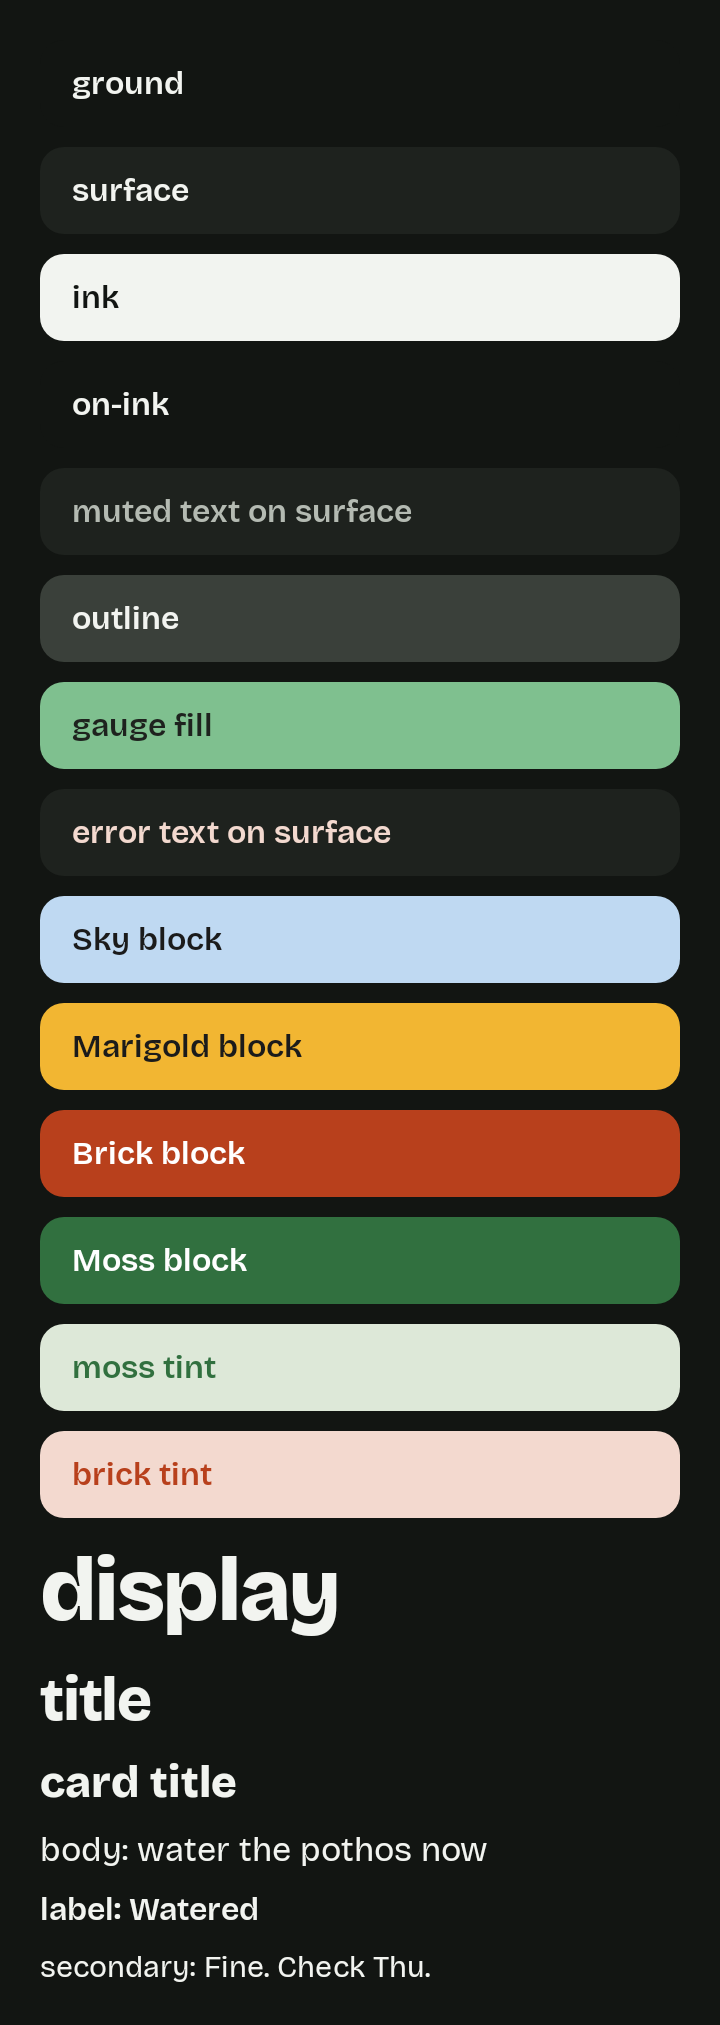 ground
surface
ink
on-ink
muted text on surface
outline
gauge fill
error text on surface
Sky block
Marigold block
Brick block
Moss block
moss tint
brick tint
display
title
card title
body: water the pothos now
label: Watered
secondary: Fine. Check Thu.